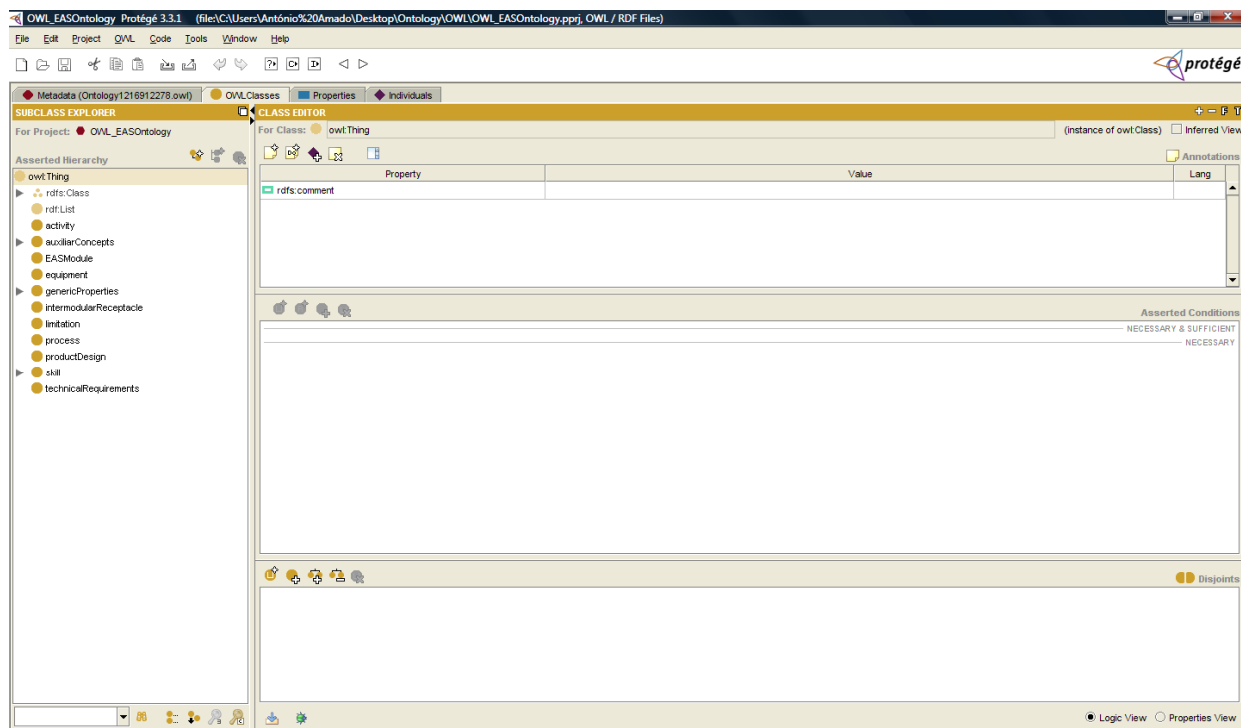 OWL_EASOntology Protégé 3.3.1 (file:\C:\Users\António%20Amado\Desktop\Ontology\OWL\OWL_EASOntology.pprj, OWL / RDF Files)
File Edit Project OWL Code Tools Window Help
protégé
Metadata (Ontology1216912278.owl) OWLClasses Properties Individuals
SUBCLASS EXPLORER
CLASS EDITOR
For Project: OWL_EASOntology
For Class: owl:Thing (instance of owl:Class) Inferred View
Asserted Hierarchy
Annotations
owl:Thing
rdfs:Class
rdf:List
activity
auxiliarConcepts
EASModule
equipment
genericProperties
intermodularReceptacle
limitation
process
productDesign
skill
technicalRequirements
Property Value Lang
rdfs:comment
Asserted Conditions
NECESSARY & SUFFICIENT
NECESSARY
Disjoints
Logic View Properties View